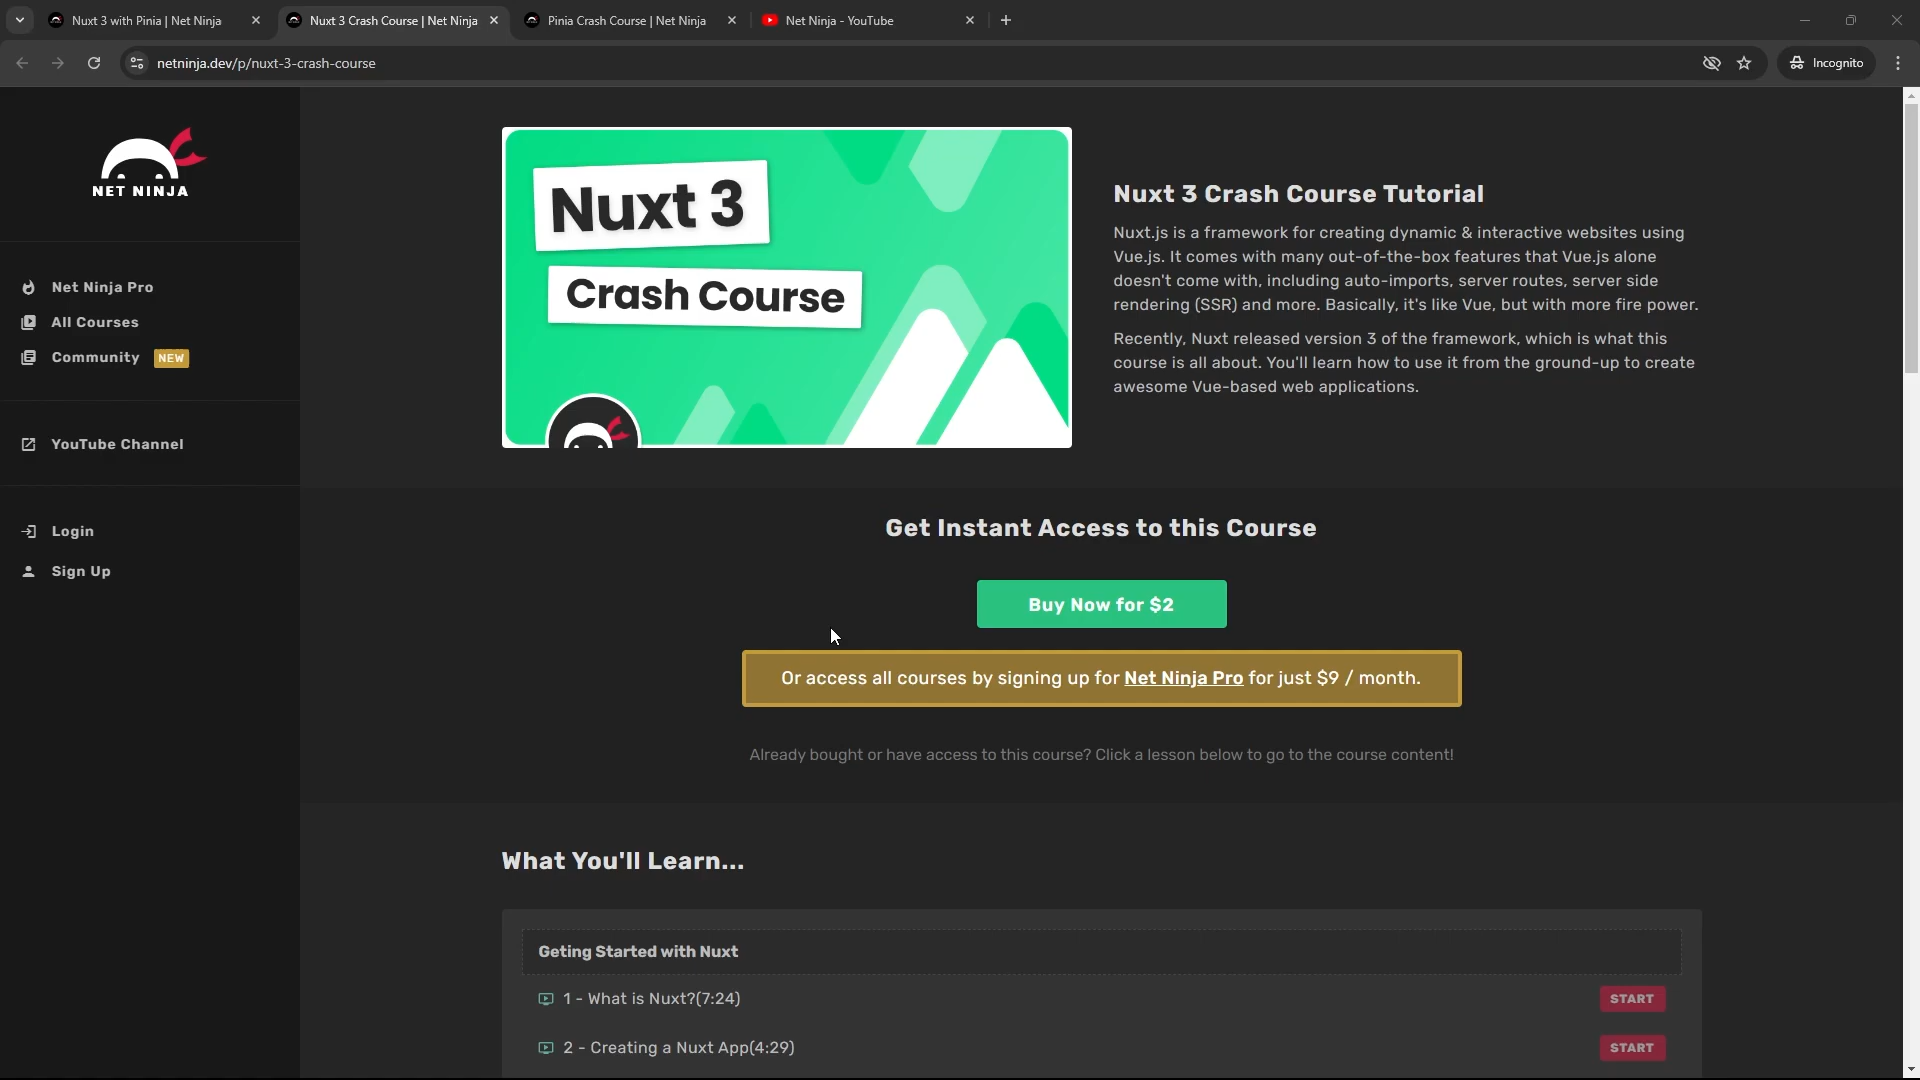 Nuxt 3 with Pinia | Net Ninja
Nuxt 3 Crash Course | Net Ninja
Pinia Crash Course | Net Ninja
Net Ninja - YouTube
netninja.dev/p/nuxt-3-crash-course
Incognito
NET NINJA
Net Ninja Pro
All Courses
Community NEW
YouTube Channel
Login
Sign Up
Nuxt 3
Crash Course
Nuxt 3 Crash Course Tutorial
Nuxt.js is a framework for creating dynamic & interactive websites using
Vue.js. It comes with many out-of-the-box features that Vue.js alone
doesn't come with, including auto-imports, server routes, server side
rendering (SSR) and more. Basically, it's like Vue, but with more fire power.
Recently, Nuxt released version 3 of the framework, which is what this
course is all about. You'll learn how to use it from the ground-up to create
awesome Vue-based web applications.
Get Instant Access to this Course
Buy Now for $2
Or access all courses by signing up for Net Ninja Pro for just $9 / month.
Already bought or have access to this course? Click a lesson below to go to the course content!
What You'll Learn...
Geting Started with Nuxt
1 - What is Nuxt?(7:24)
START
2 - Creating a Nuxt App(4:29)
START